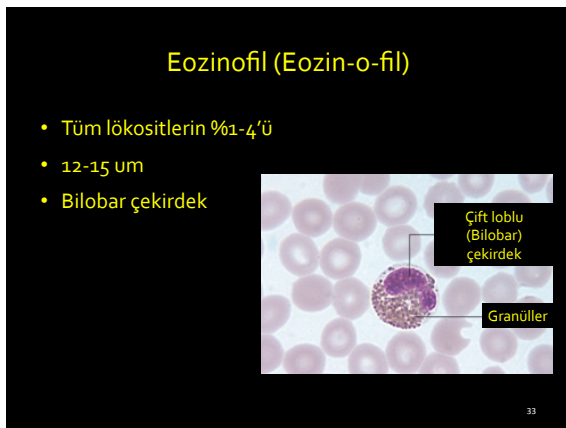 Eozinofil (Eozin-o-fil)
• Tüm lökositlerin %1-4'ü
• 12-15 um
• Bilobar çekirdek
Çift loblu
(Bilobar)
çekirdek
Granüller
33